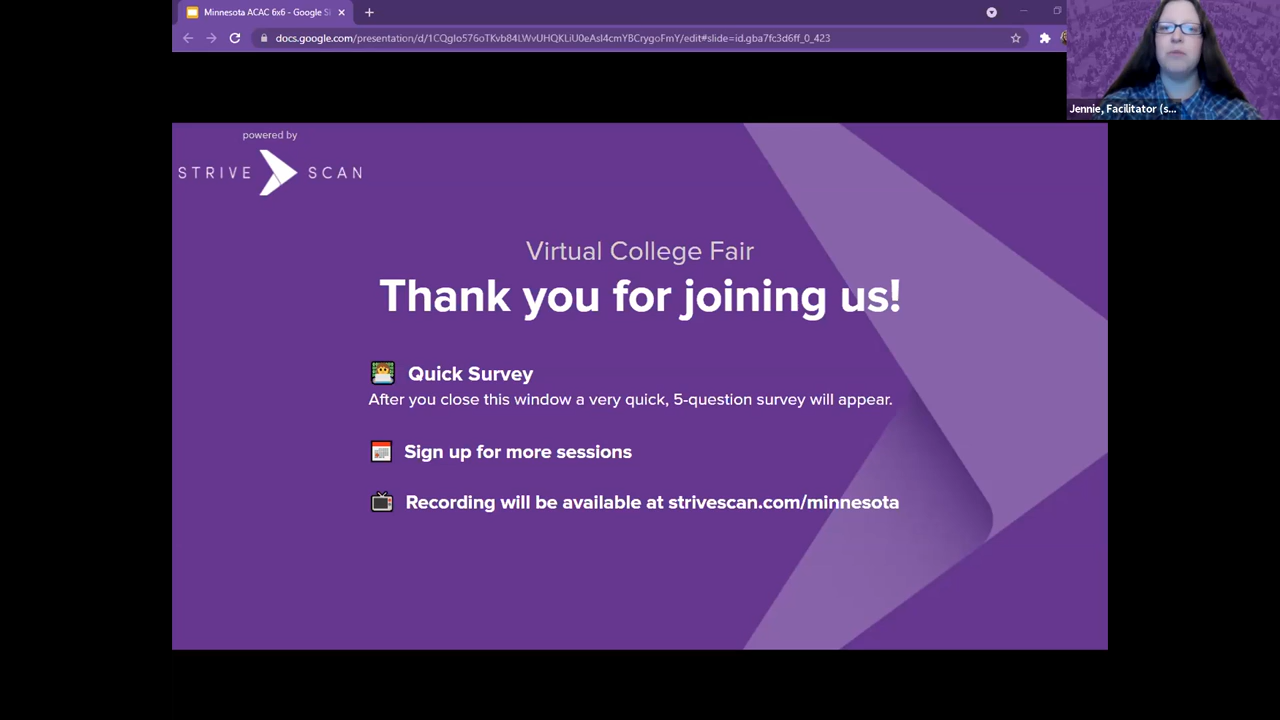 Minnesota ACAC 6x6 - Google Sl
docs.google.com/presentation/d/1CQglo576oTKvb84LWvUHQKLiU0eAsl4cmYBCrygoFmY/edit#slide=id.gba7fc3d6ff_0_423
Jennie, Facilitator (s...
powered by
STRIVE SCAN
Virtual College Fair
Thank you for joining us!
Quick Survey
After you close this window a very quick, 5-question survey will appear.
Sign up for more sessions
Recording will be available at strivescan.com/minnesota